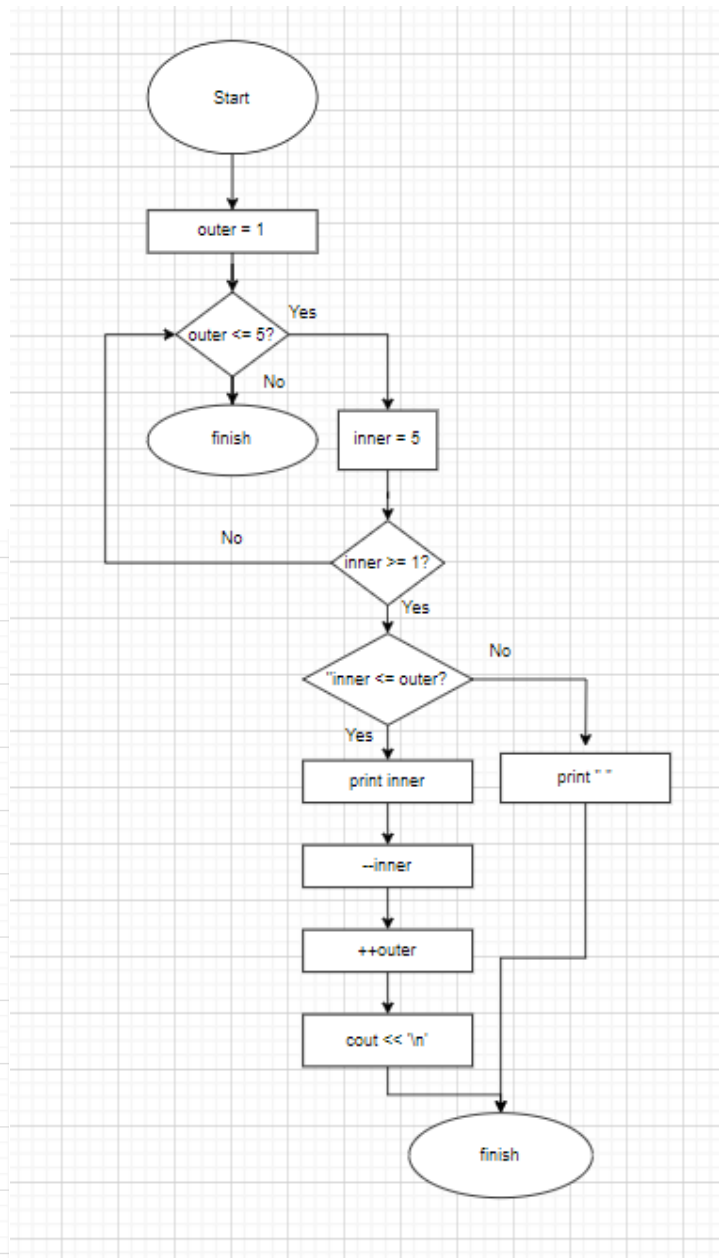 Start
outer = 1
outer <= 5?
Yes
No
finish
inner = 5
No
inner >= 1?
Yes
"inner <= outer?
No
Yes
print inner
print " "
--inner
++outer
cout << '\n'
finish